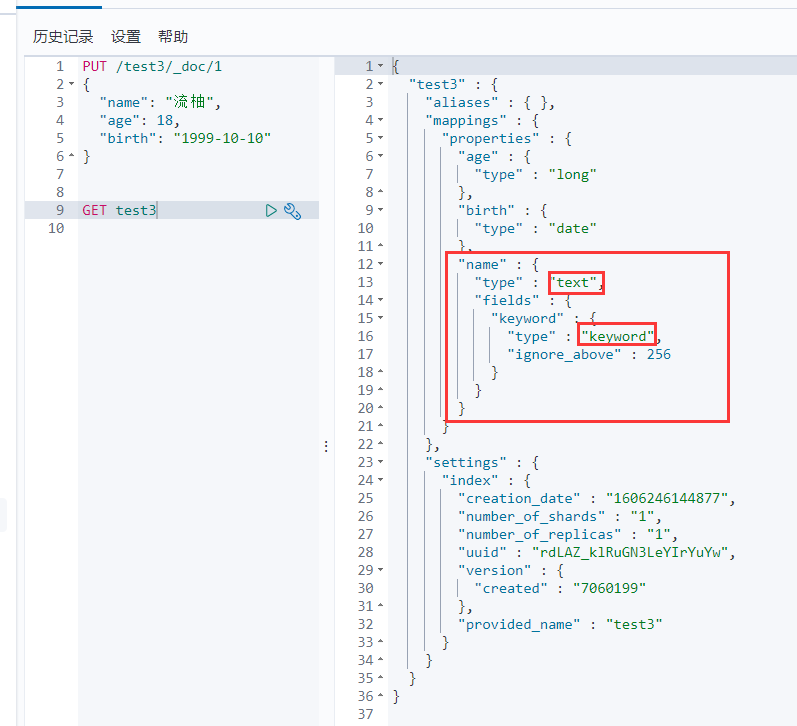 历史记录 设置 帮助
1 PUT /test3/_doc/1
2 {
3 "name": "流柚",
4 "age": 18,
5 "birth": "1999-10-10"
6 }
7
8
9 GET test3
10
1 {
2 "test3" : {
3 "aliases" : { },
4 "mappings" : {
5 "properties" : {
6 "age" : {
7 "type" : "long"
8 },
9 "birth" : {
10 "type" : "date"
11 },
12 "name" : {
13 "type" : "text",
14 "fields" : {
15 "keyword" : {
16 "type" : "keyword",
17 "ignore_above" : 256
18 }
19 }
20 }
21 }
22 },
23 "settings" : {
24 "index" : {
25 "creation_date" : "1606246144877",
26 "number_of_shards" : "1",
27 "number_of_replicas" : "1",
28 "uuid" : "rdLAZ_klRuGN3LeYIrYuYw",
29 "version" : {
30 "created" : "7060199"
31 },
32 "provided_name" : "test3"
33 }
34 }
35 }
36 }
37